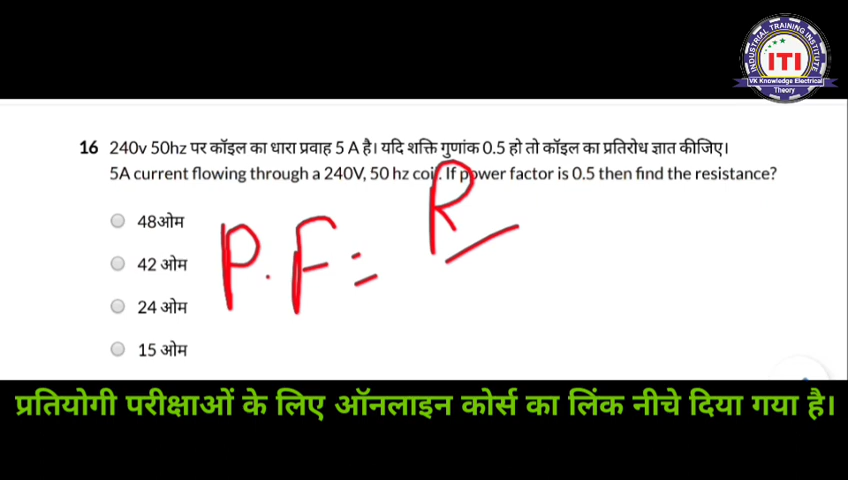 INDUSTRIAL TRAINING INSTITUTE
ITI
VK Knowledge Electrical
Theory
16 240v 50hz पर कॉइल का धारा प्रवाह 5 A है। यदि शक्ति गुणांक 0.5 हो तो कॉइल का प्रतिरोध ज्ञात कीजिए।
5A current flowing through a 240V, 50 hz coil. If power factor is 0.5 then find the resistance?
48ओम
42 ओम
24 ओम
15 ओम
P.F = R
प्रतियोगी परीक्षाओं के लिए ऑनलाइन कोर्स का लिंक नीचे दिया गया है।